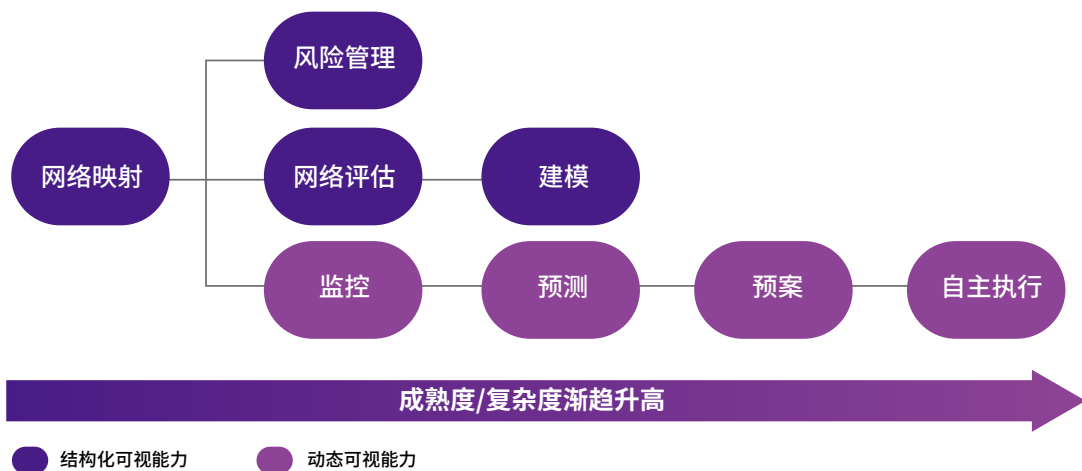 风险管理
网络映射
网络评估
建模
监控
预测
预案
自主执行
成熟度/复杂度渐趋升高
结构化可视能力
动态可视能力